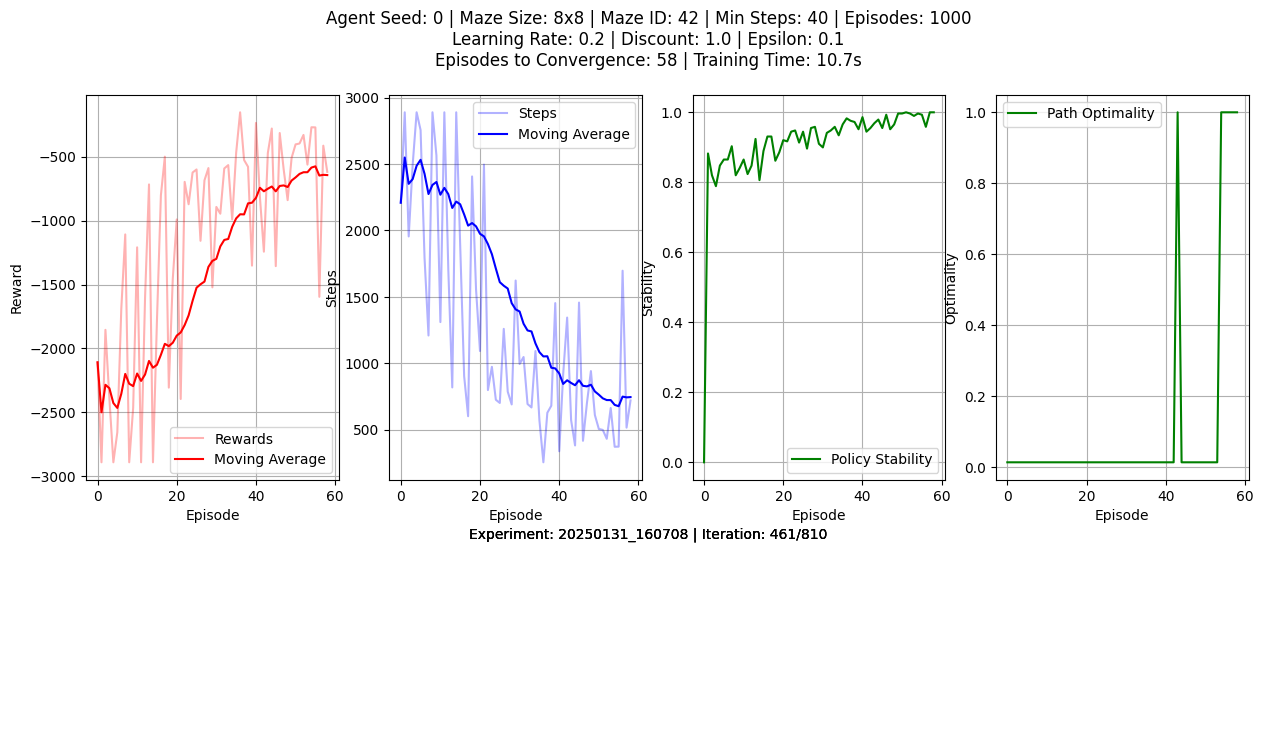 Agent Seed: 0 | Maze Size: 8x8 | Maze ID: 42 | Min Steps: 40 | Episodes: 1000
Learning Rate: 0.2 | Discount: 1.0 | Epsilon: 0.1
Episodes to Convergence: 58 | Training Time: 10.7s
Reward
−500
−1000
−1500
−2000
−2500
−3000
Rewards
Moving Average
0
20
40
60
Episode
Steps
3000
2500
2000
1500
1000
500
Steps
Moving Average
0
20
40
60
Episode
Stability
1.0
0.8
0.6
0.4
0.2
0.0
Policy Stability
0
20
40
60
Episode
Optimality
1.0
0.8
0.6
0.4
0.2
0.0
Path Optimality
0
20
40
60
Episode
Experiment: 20250131_160708 | Iteration: 461/810